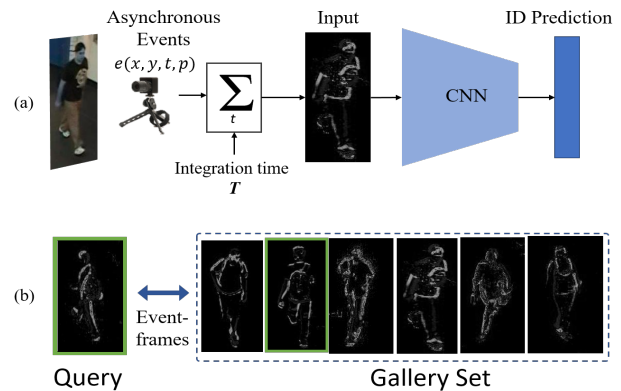 Asynchronous
Events
e(x, y, t, p)
Input
ID Prediction
(a)
∑
t
CNN
Integration time
T
(b)
Event-
frames
Query
Gallery Set